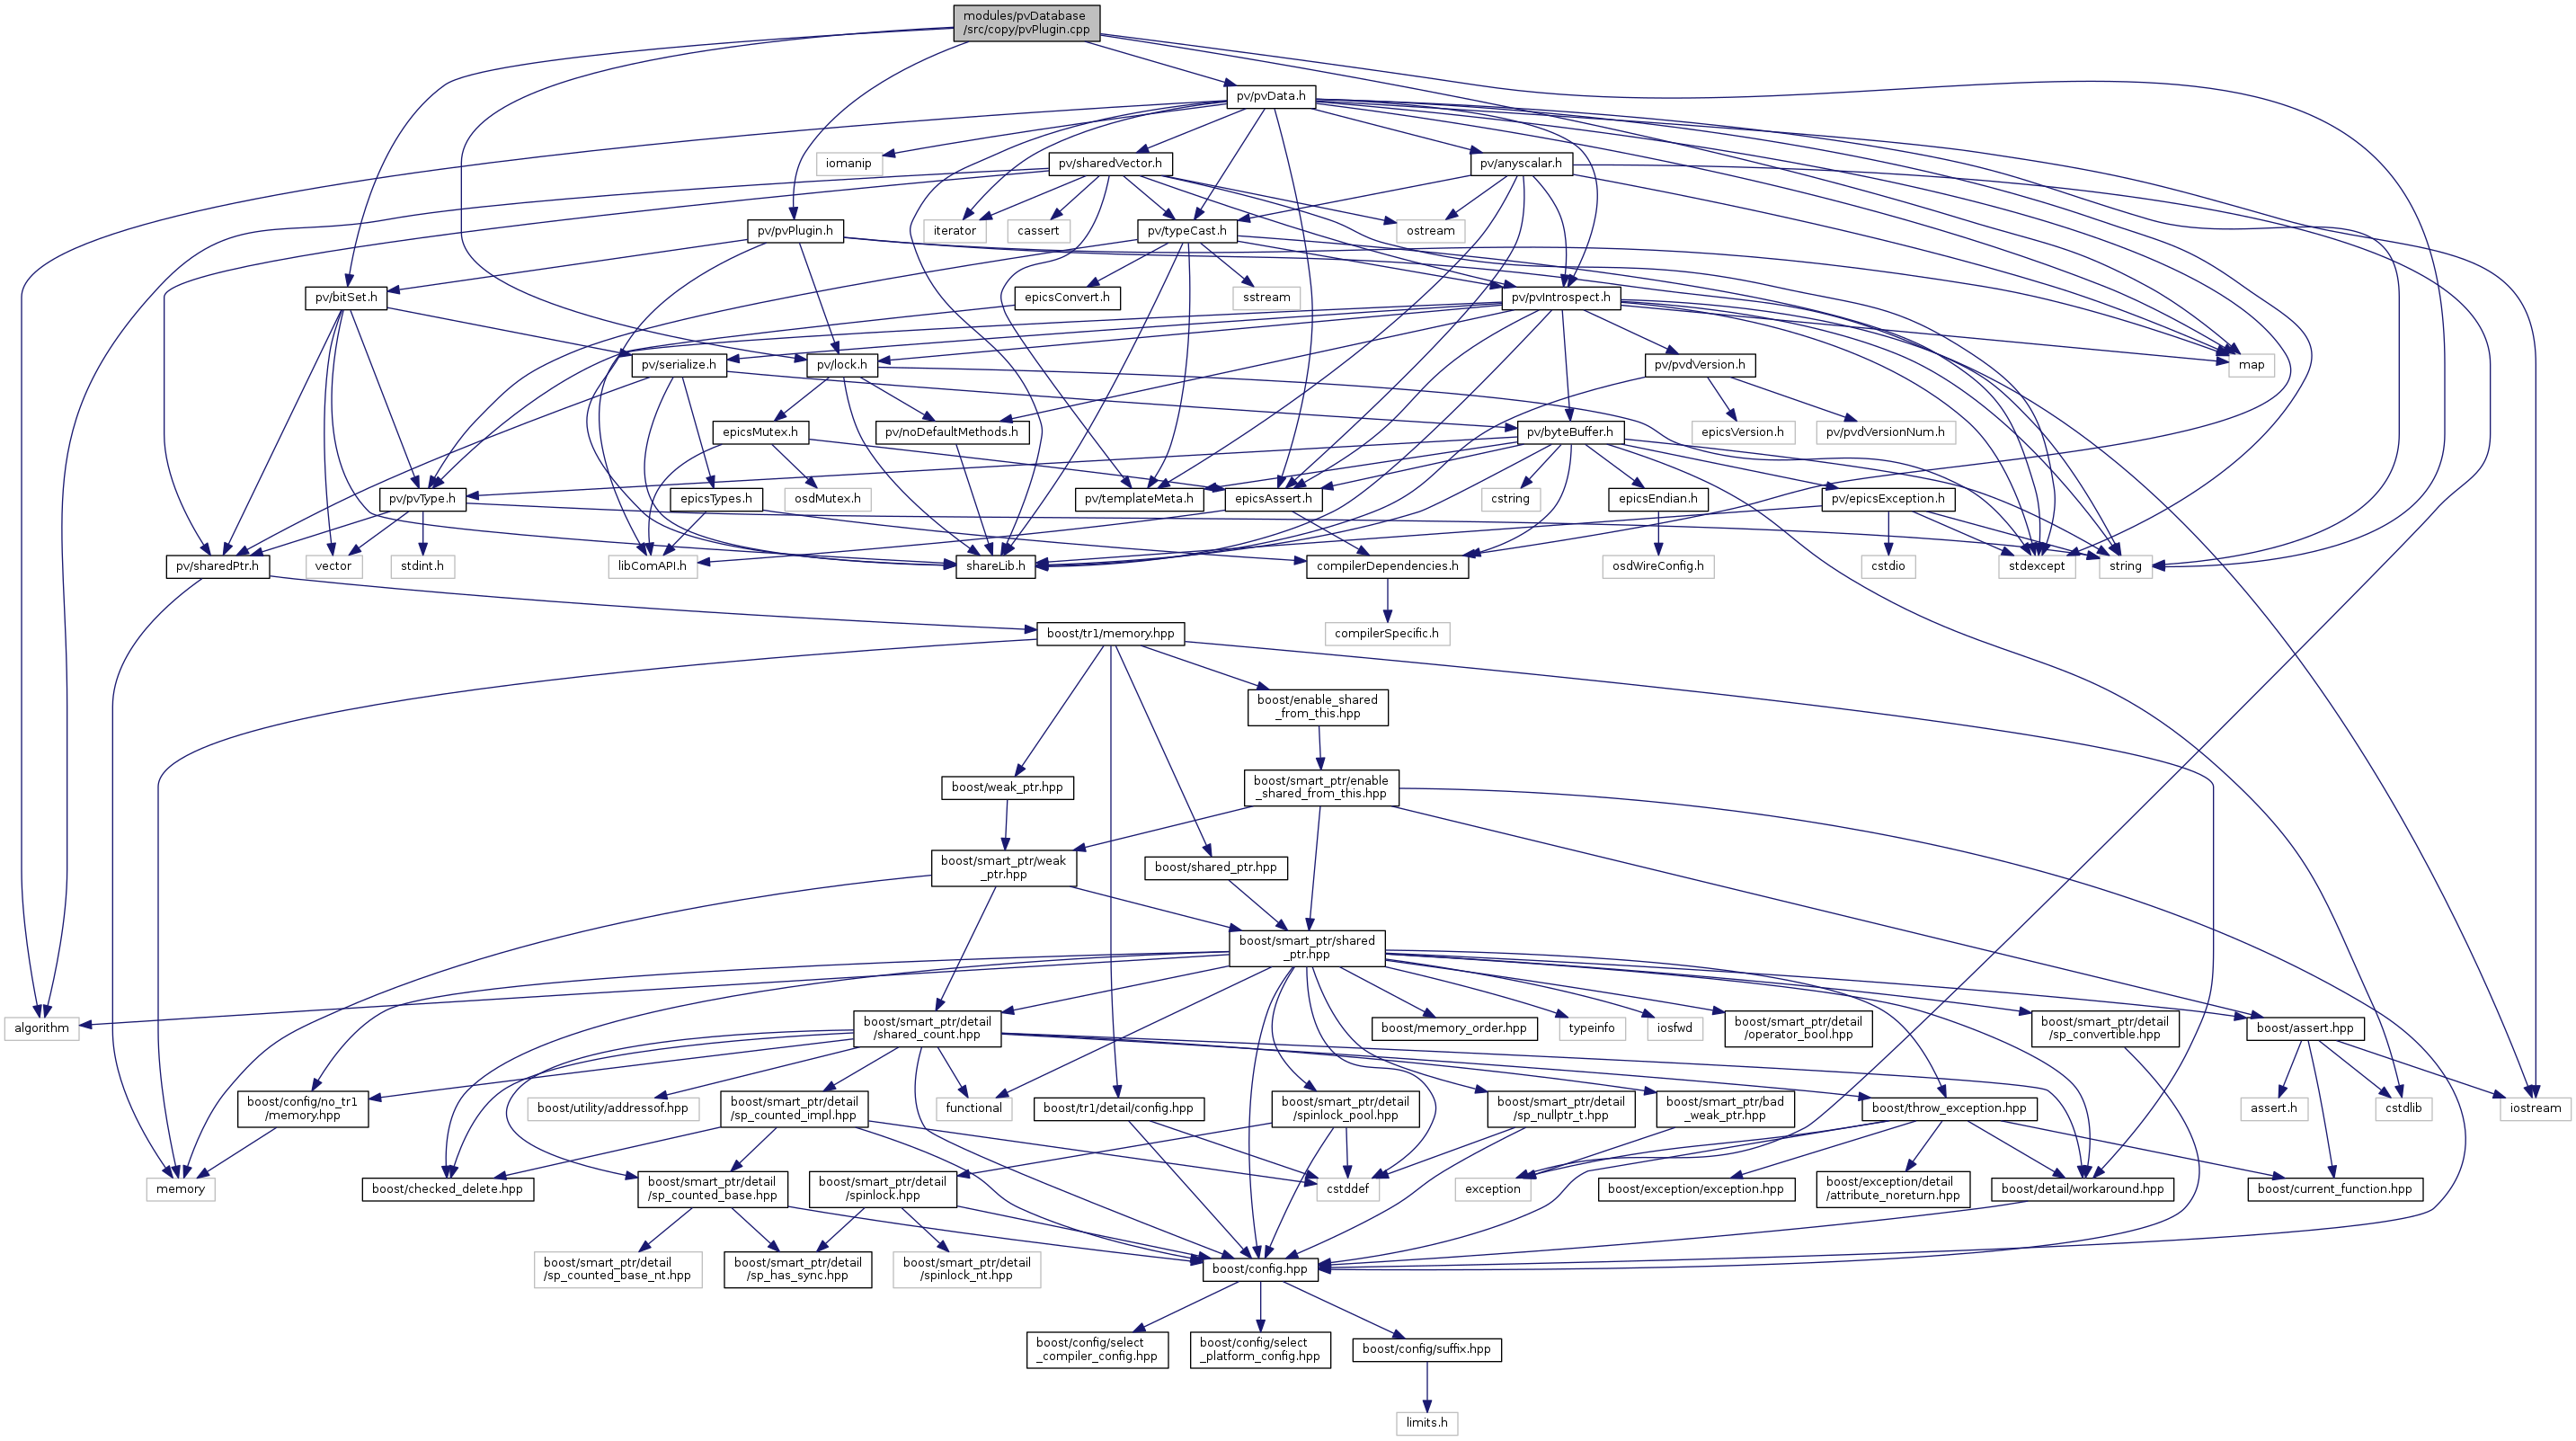 modules/pvDatabase
/src/copy/pvPlugin.cpp
pv/pvData.h
iomanip
pv/sharedVector.h
pv/anyscalar.h
pv/pvPlugin.h
iterator
cassert
pv/typeCast.h
ostream
pv/bitSet.h
epicsConvert.h
sstream
pv/pvIntrospect.h
pv/serialize.h
pv/lock.h
pv/pvdVersion.h
map
epicsMutex.h
pv/noDefaultMethods.h
pv/byteBuffer.h
epicsVersion.h
pv/pvdVersionNum.h
pv/pvType.h
epicsTypes.h
osdMutex.h
pv/templateMeta.h
epicsAssert.h
cstring
epicsEndian.h
pv/epicsException.h
pv/sharedPtr.h
vector
stdint.h
libComAPI.h
shareLib.h
compilerDependencies.h
osdWireConfig.h
cstdio
stdexcept
string
boost/tr1/memory.hpp
compilerSpecific.h
boost/enable_shared
_from_this.hpp
boost/weak_ptr.hpp
boost/smart_ptr/enable
_shared_from_this.hpp
boost/smart_ptr/weak
_ptr.hpp
boost/shared_ptr.hpp
boost/smart_ptr/shared
_ptr.hpp
algorithm
boost/smart_ptr/detail
/shared_count.hpp
boost/memory_order.hpp
typeinfo
iosfwd
boost/smart_ptr/detail
/operator_bool.hpp
boost/smart_ptr/detail
/sp_convertible.hpp
boost/assert.hpp
boost/config/no_tr1
/memory.hpp
boost/utility/addressof.hpp
boost/smart_ptr/detail
/sp_counted_impl.hpp
functional
boost/tr1/detail/config.hpp
boost/smart_ptr/detail
/spinlock_pool.hpp
boost/smart_ptr/detail
/sp_nullptr_t.hpp
boost/smart_ptr/bad
_weak_ptr.hpp
boost/throw_exception.hpp
assert.h
cstdlib
iostream
memory
boost/checked_delete.hpp
boost/smart_ptr/detail
/sp_counted_base.hpp
boost/smart_ptr/detail
/spinlock.hpp
cstddef
exception
boost/exception/exception.hpp
boost/exception/detail
/attribute_noreturn.hpp
boost/detail/workaround.hpp
boost/current_function.hpp
boost/smart_ptr/detail
/sp_counted_base_nt.hpp
boost/smart_ptr/detail
/sp_has_sync.hpp
boost/smart_ptr/detail
/spinlock_nt.hpp
boost/config.hpp
boost/config/select
_compiler_config.hpp
boost/config/select
_platform_config.hpp
boost/config/suffix.hpp
limits.h